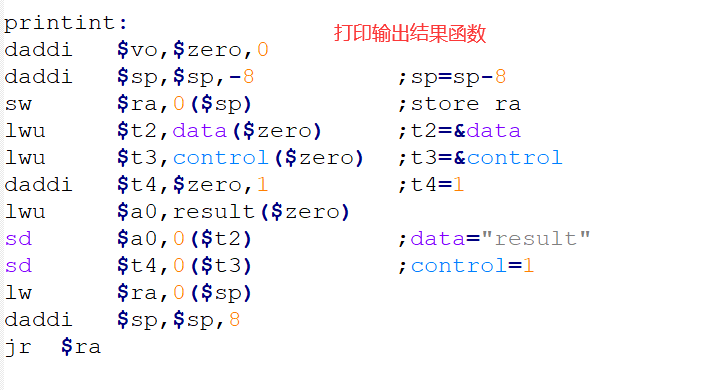 printint:
打印输出结果函数
daddi $vo,$zero,0
daddi $sp,$sp,-8 ;sp=sp-8
sw $ra,0($sp) ;store ra
lwu $t2,data($zero) ;t2=&data
lwu $t3,control($zero) ;t3=&control
daddi $t4,$zero,1 ;t4=1
lwu $a0,result($zero)
sd $a0,0($t2) ;data="result"
sd $t4,0($t3) ;control=1
lw $ra,0($sp)
daddi $sp,$sp,8
jr $ra